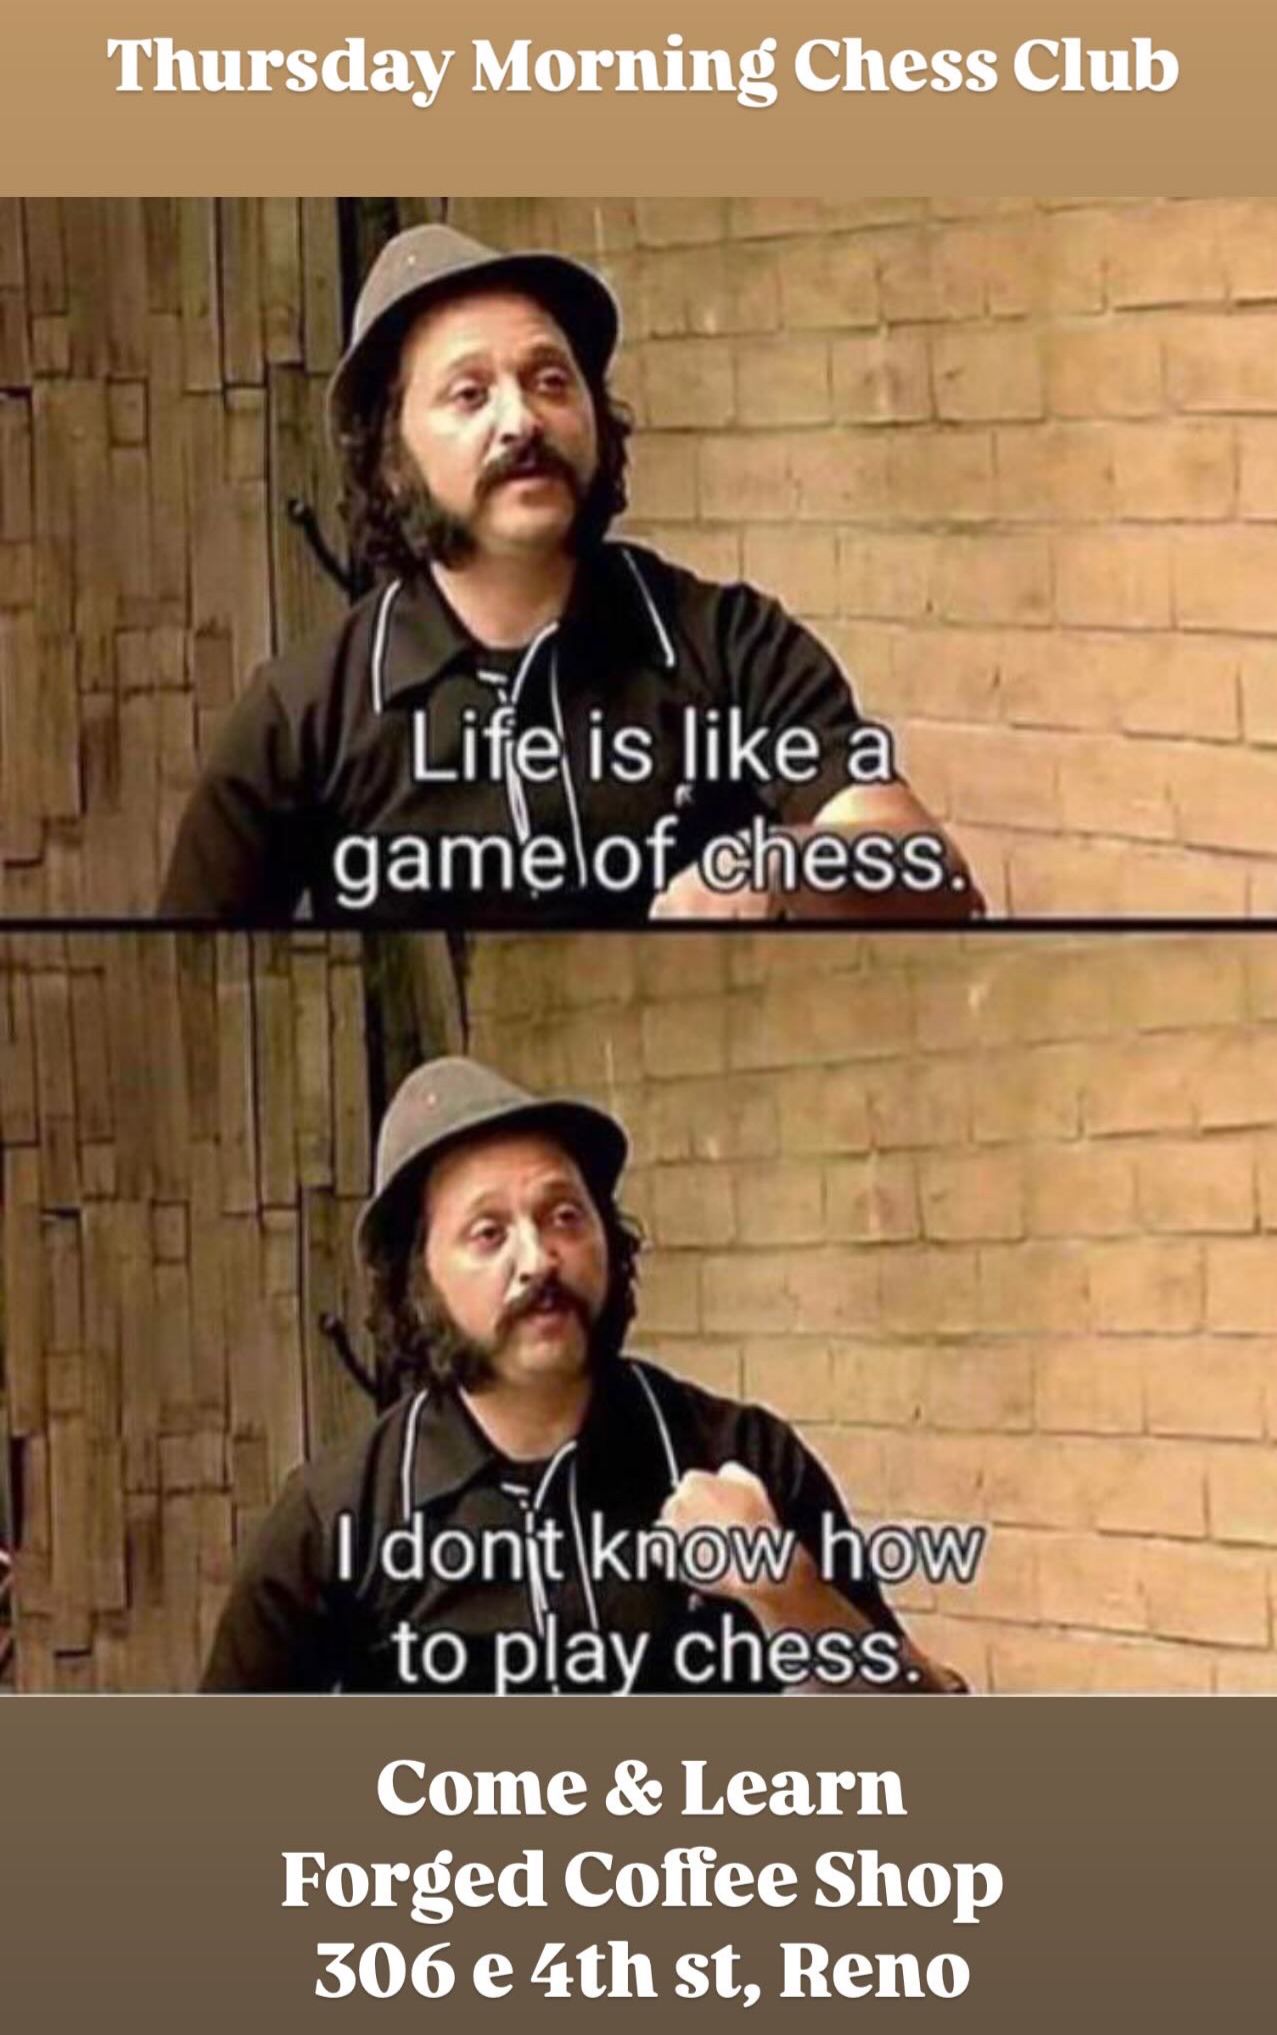 Thursday Morning Chess Club
Life is like a
game of chess.
I don't know how
to play chess.
Come & Learn
Forged Coffee Shop
306 e 4th st, Reno